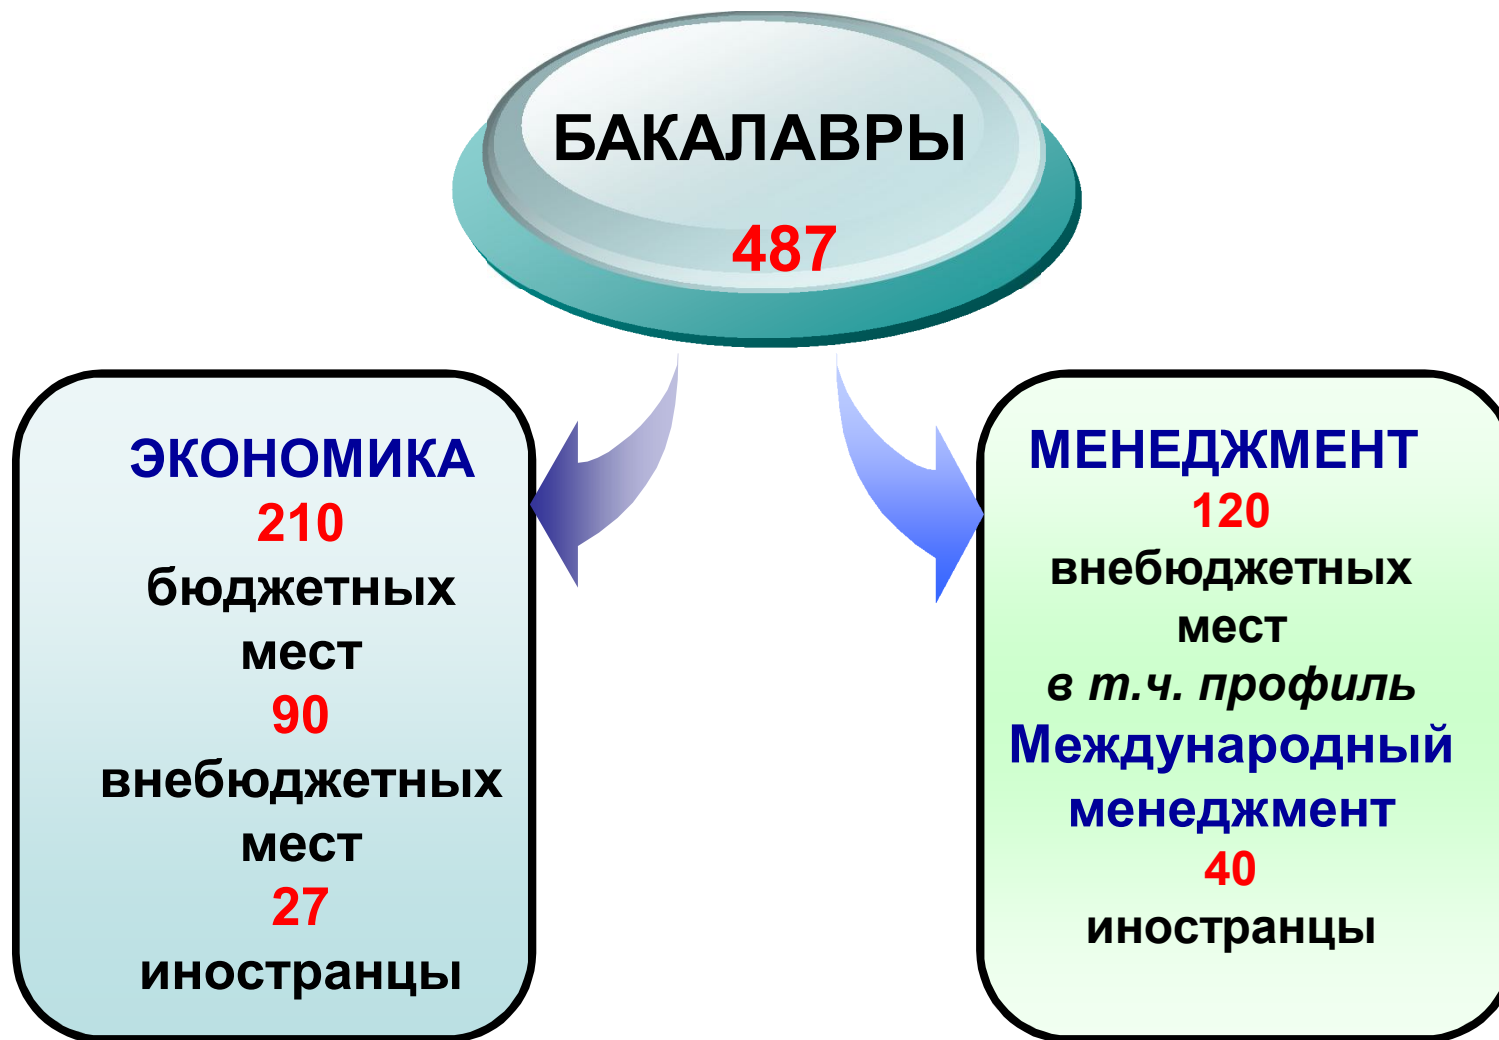 БАКАЛАВРЫ
487
ЭКОНОМИКА
210
бюджетных
мест
90
внебюджетных
мест
27
иностранцы
МЕНЕДЖМЕНТ
120
внебюджетных
мест
в т.ч. профиль
Международный
менеджмент
40
иностранцы